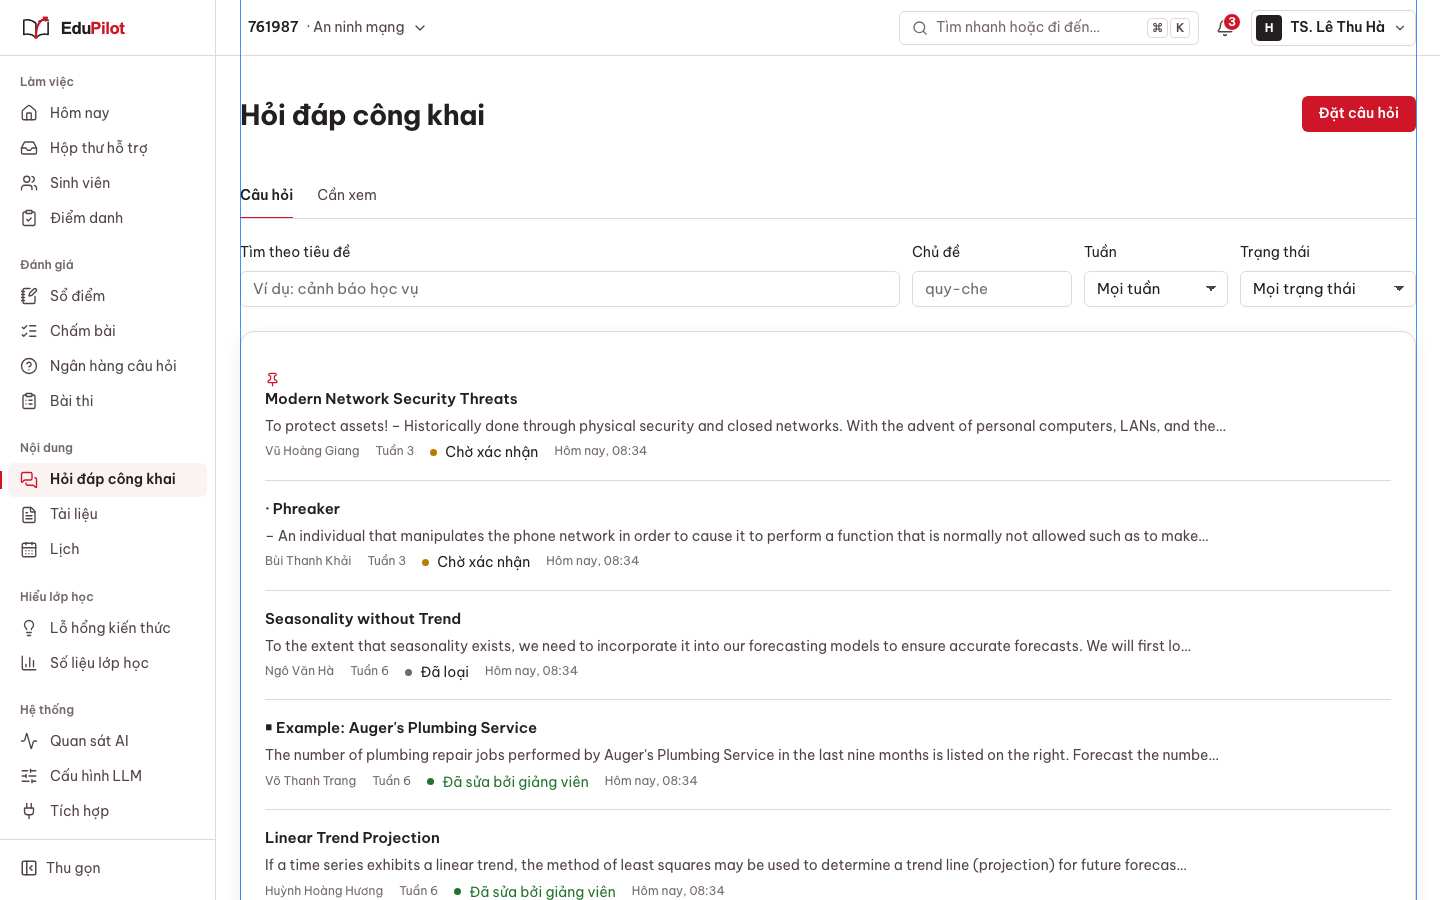 EduPilot
761987 · An ninh mạng
Tìm nhanh hoặc đi đến...
⌘ K
3
H
TS. Lê Thu Hà
Làm việc
Hôm nay
Hộp thư hỗ trợ
Sinh viên
Điểm danh
Đánh giá
Sổ điểm
Chấm bài
Ngân hàng câu hỏi
Bài thi
Nội dung
Hỏi đáp công khai
Tài liệu
Lịch
Hiểu lớp học
Lỗ hổng kiến thức
Số liệu lớp học
Hệ thống
Quan sát AI
Cấu hình LLM
Tích hợp
Thu gọn
Hỏi đáp công khai
Đặt câu hỏi
Câu hỏi
Cần xem
Tìm theo tiêu đề
Chủ đề
Tuần
Trạng thái
Ví dụ: cảnh báo học vụ
quy-che
Mọi tuần
Mọi trạng thái
Modern Network Security Threats
To protect assets! – Historically done through physical security and closed networks. With the advent of personal computers, LANs, and the...
Vũ Hoàng Giang Tuần 3 Chờ xác nhận Hôm nay, 08:34
· Phreaker
– An individual that manipulates the phone network in order to cause it to perform a function that is normally not allowed such as to make...
Bùi Thanh Khải Tuần 3 Chờ xác nhận Hôm nay, 08:34
Seasonality without Trend
To the extent that seasonality exists, we need to incorporate it into our forecasting models to ensure accurate forecasts. We will first lo...
Ngô Văn Hà Tuần 6 Đã loại Hôm nay, 08:34
▪ Example: Auger's Plumbing Service
The number of plumbing repair jobs performed by Auger's Plumbing Service in the last nine months is listed on the right. Forecast the numbe...
Võ Thanh Trang Tuần 6 Đã sửa bởi giảng viên Hôm nay, 08:34
Linear Trend Projection
If a time series exhibits a linear trend, the method of least squares may be used to determine a trend line (projection) for future forecas...
Huỳnh Hoàng Hương Tuần 6 Đã sửa bởi giảng viên Hôm nay, 08:34